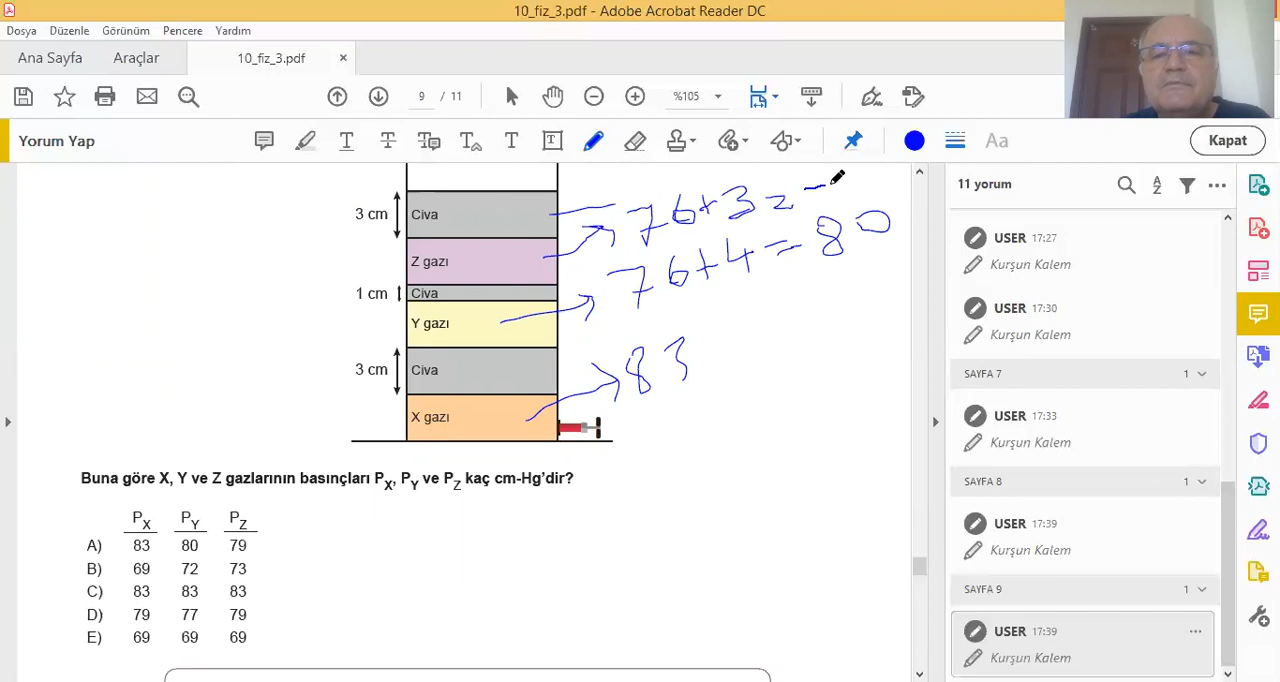 10_fiz_3.pdf - Adobe Acrobat Reader DC
Dosya Düzenle Görünüm Pencere Yardım
Ana Sayfa Araçlar 10_fiz_3.pdf ×
9 / 11 %105
Yorum Yap Aa Kapat
11 yorum
3 cm Civa 76+3=
Z gazı
76+4=80
1 cm Civa
Y gazı
3 cm Civa 83
X gazı
Buna göre X, Y ve Z gazlarının basınçları PX, PY ve PZ kaç cm-Hg'dir?
PX PY PZ
A) 83 80 79
B) 69 72 73
C) 83 83 83
D) 79 77 79
E) 69 69 69
USER 17:27
Kurşun Kalem
USER 17:30
Kurşun Kalem
SAYFA 7 1
USER 17:33
Kurşun Kalem
SAYFA 8 1
USER 17:39
Kurşun Kalem
SAYFA 9 1
USER 17:39 ...
Kurşun Kalem